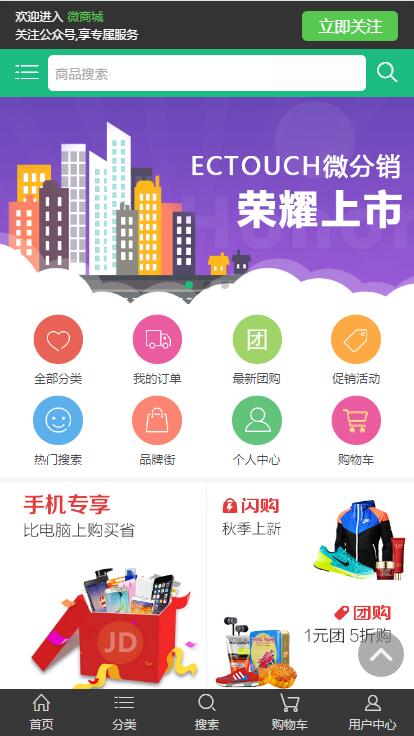 欢迎进入 微商城
关注公众号,享专属服务
立即关注
商品搜索
ECTOUCH微分销
荣耀上市
全部分类
我的订单
团
最新团购
促销活动
热门搜索
品牌街
个人中心
购物车
手机专享
比电脑上购买省
JD
闪购
秋季上新
团购
1元团 5折购
首页
分类
搜索
购物车
用户中心